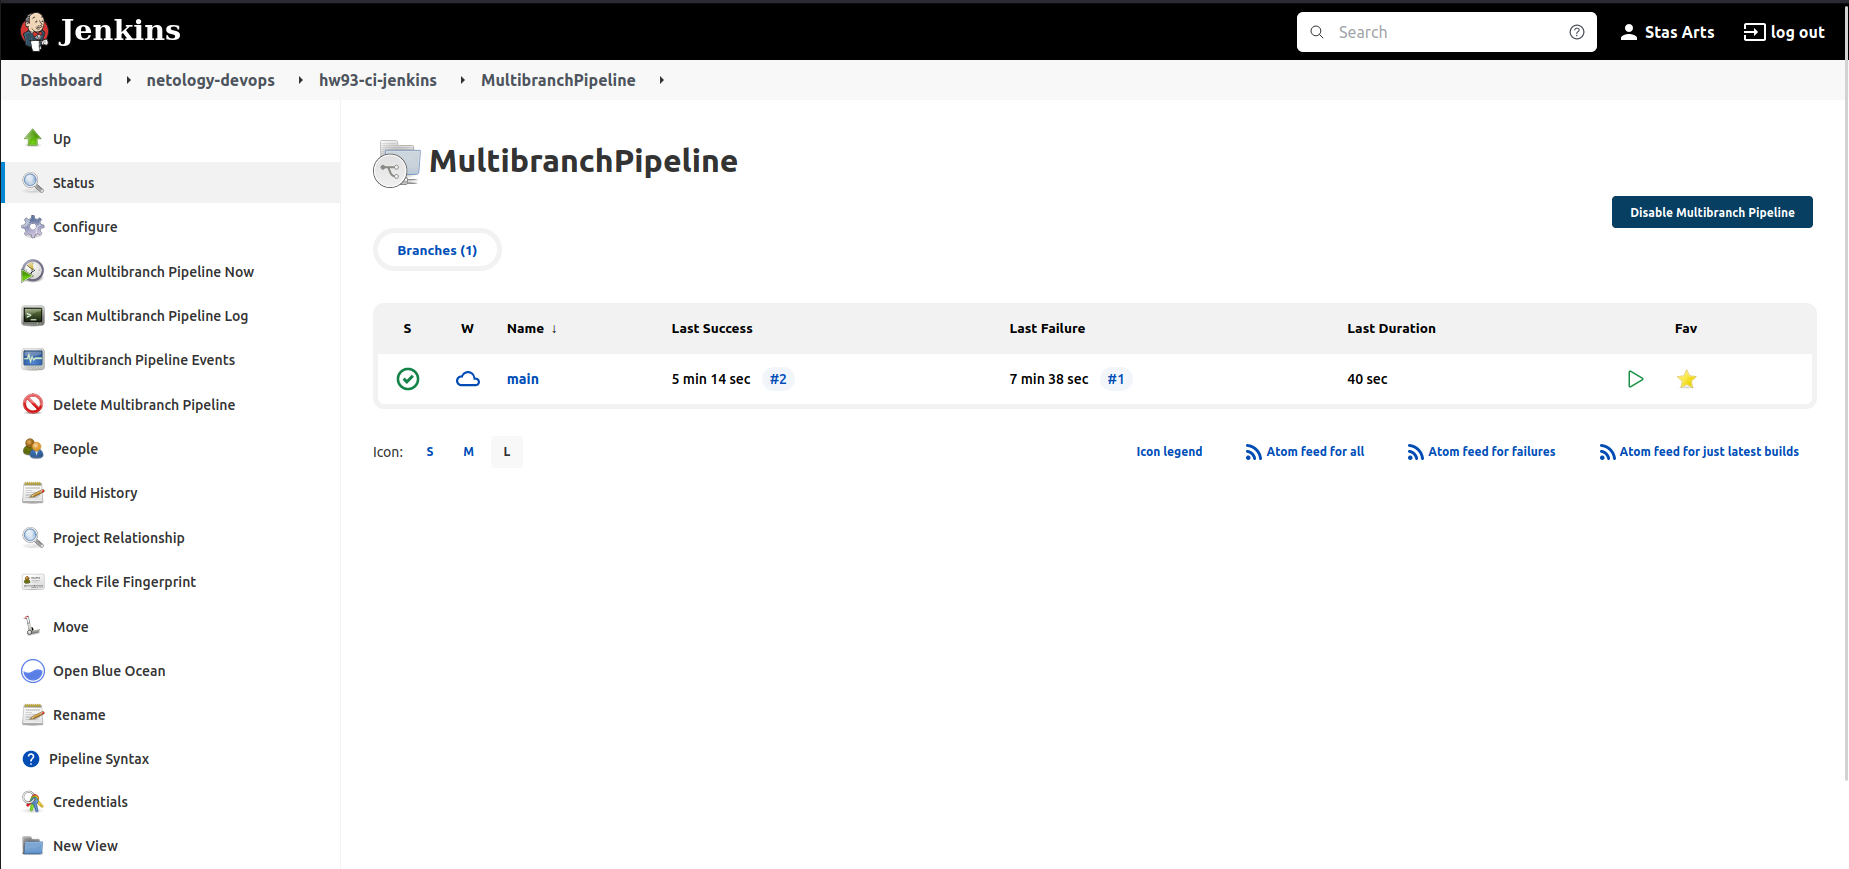 Jenkins
Search
Stas Arts
log out
Dashboard netology-devops hw93-ci-jenkins MultibranchPipeline
Up
Status
Configure
Scan Multibranch Pipeline Now
Scan Multibranch Pipeline Log
Multibranch Pipeline Events
Delete Multibranch Pipeline
People
Build History
Project Relationship
Check File Fingerprint
Move
Open Blue Ocean
Rename
Pipeline Syntax
Credentials
New View
MultibranchPipeline
Disable Multibranch Pipeline
Branches (1)
S W Name ↓ Last Success Last Failure Last Duration Fav
main 5 min 14 sec #2 7 min 38 sec #1 40 sec
Icon: S M L
Icon legend Atom feed for all Atom feed for failures Atom feed for just latest builds